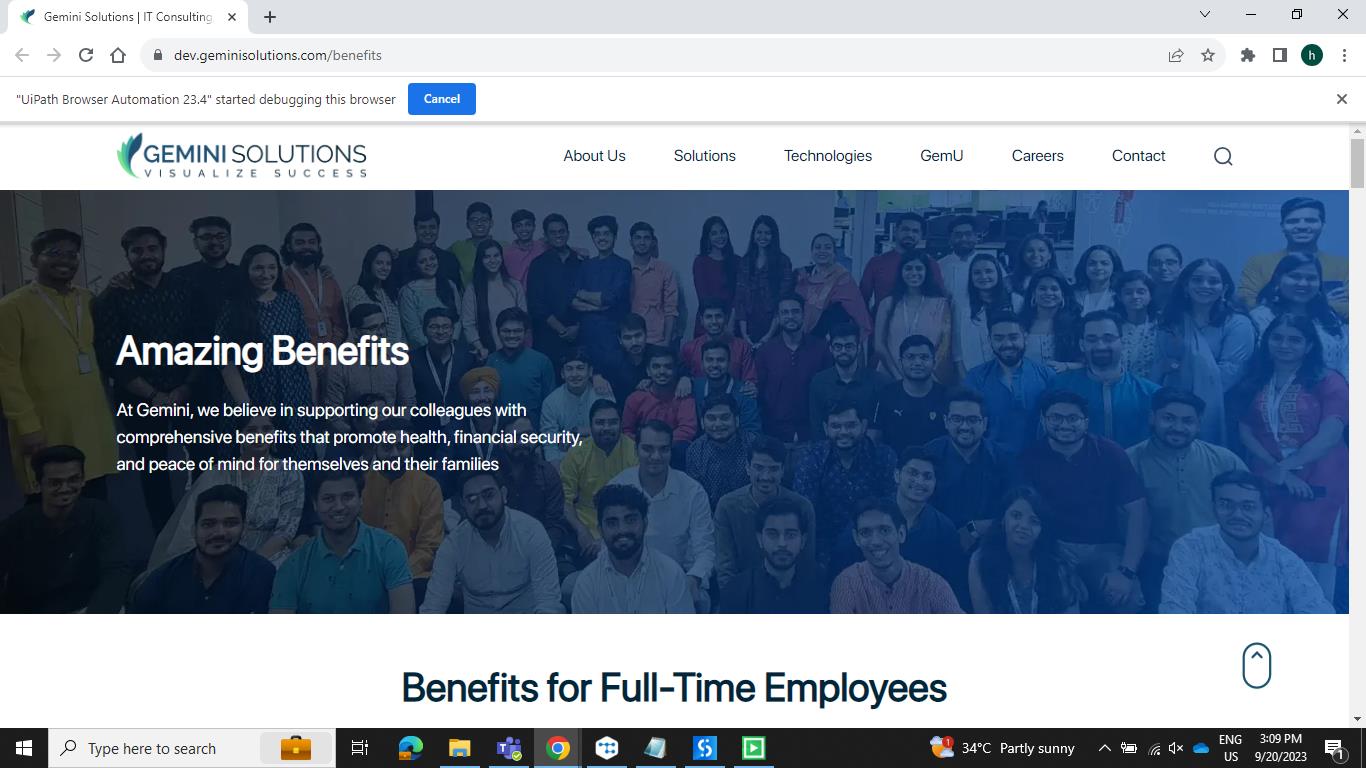 Gemini Solutions | IT Consulting
dev.geminisolutions.com/benefits
h
"UiPath Browser Automation 23.4" started debugging this browser
Cancel
GEMINI SOLUTIONS
VISUALIZE SUCCESS
About Us
Solutions
Technologies
GemU
Careers
Contact
Amazing Benefits
At Gemini, we believe in supporting our colleagues with
comprehensive benefits that promote health, financial security,
and peace of mind for themselves and their families
Benefits for Full-Time Employees
Type here to search
1
34°C Partly sunny
ENG
US
3:09 PM
9/20/2023
1